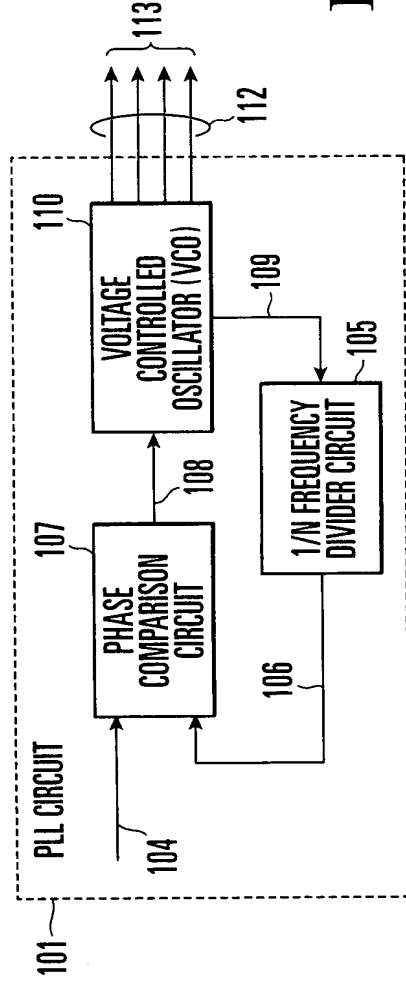 101
PLL CIRCUIT
104
107
PHASE
COMPARISON
CIRCUIT
108
110
VOLTAGE
CONTROLLED
OSCILLATOR (VCO)
113
112
109
106
1/N FREQUENCY
DIVIDER CIRCUIT
105